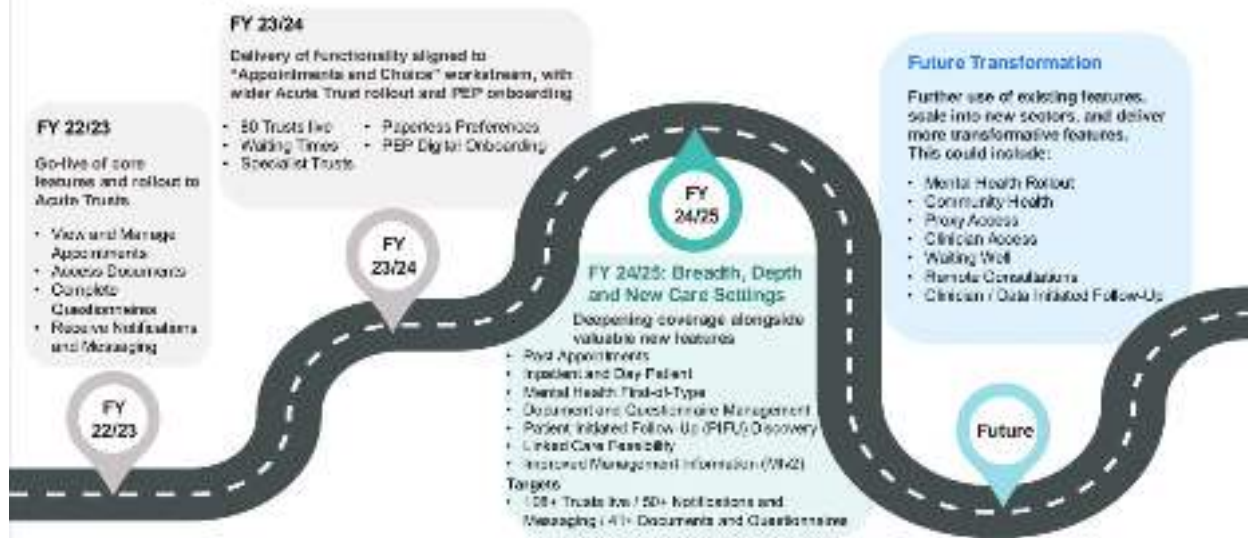 FY 22/23
Go-live of core
features and rollout to
Acute Trusts
• View and Manage
Appointments
• Access Documents
• Complete
Questionnaires
• Receive Notifications
and Messaging
FY
22/23
FY 23/24
Delivery of functionality aligned to
"Appointments and Choice" workstream, with
wider Acute Trust rollout and PEP onboarding
• 80 Trusts live
• Waiting Times
• Specialist Trusts
• Paperless Preferences
• PEP Digital Onboarding
FY
23/24
FY
24/25
FY 24/25: Breadth, Depth
and New Care Settings
Deepening coverage alongside
valuable new features
• Past Appointments
• Inpatient and Day Patient
• Mental Health First-of-Type
• Document and Questionnaire Management
• Patient Initiated Follow-Up (PIFU) Discovery
• Linked Care Feasibility
• Improved Management Information (MIv2)
Targets
• Trusts live / 50+ Notifications and
Messaging / 41+ Documents and Questionnaires
Future Transformation
Further use of existing features,
scale into new sectors, and deliver
more transformative features.
This could include:
• Mental Health Rollout
• Community Health
• Proxy Access
• Clinician Access
• Waiting Well
• Remote Consultations
• Clinician / Data Initiated Follow-Up
Future